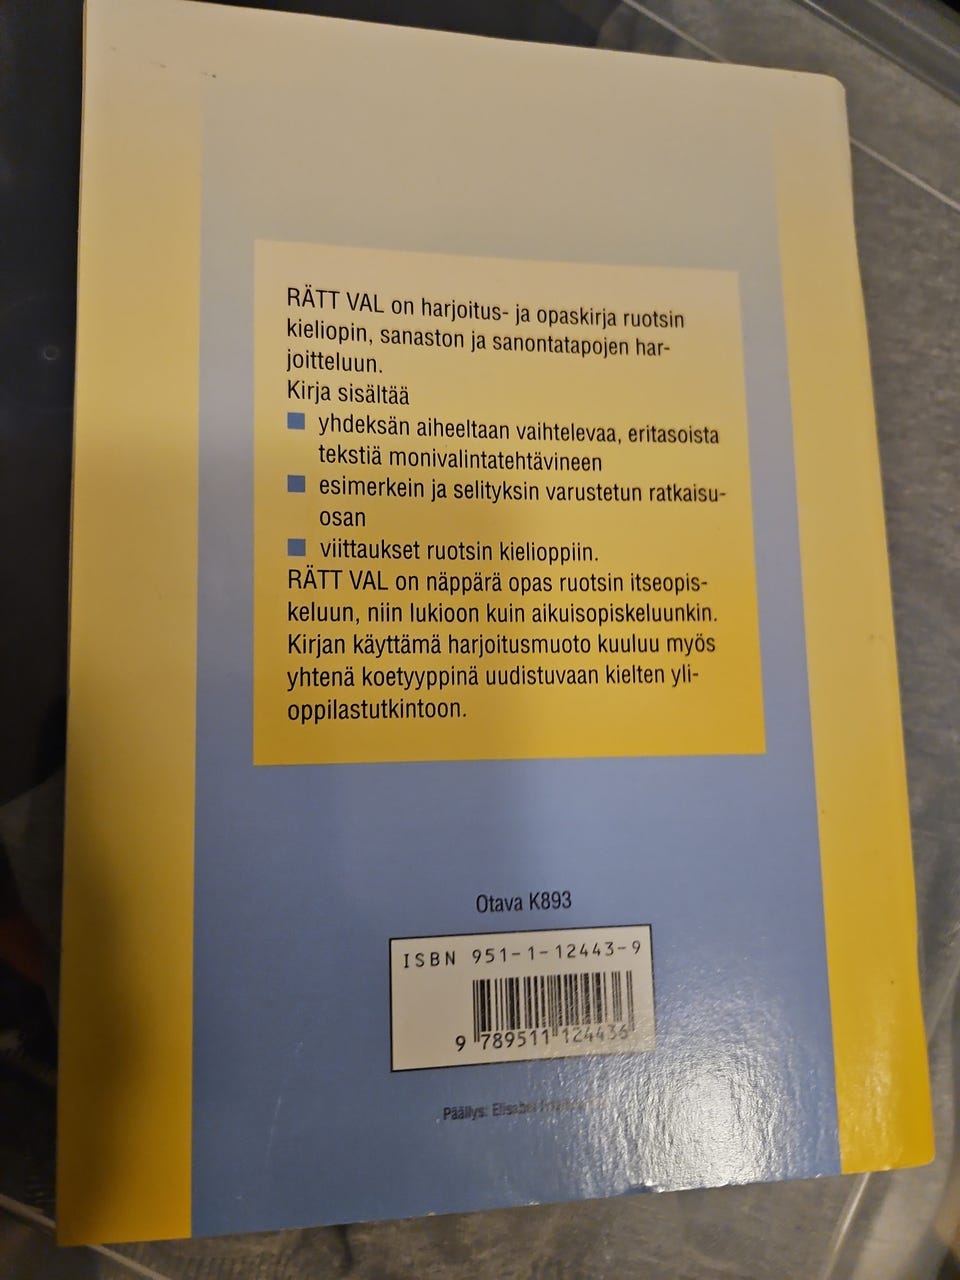 RÄTT VAL on harjoitus- ja opaskirja ruotsin
kieliopin, sanaston ja sanontatapojen har-
joitteluun.
Kirja sisältää
yhdeksän aiheeltaan vaihtelevaa, eritasoista
tekstiä monivalintatehtävineen
esimerkein ja selityksin varustetun ratkaisu-
osan
viittaukset ruotsin kielioppiin.
RÄTT VAL on näppärä opas ruotsin itseopis-
keluun, niin lukioon kuin aikuisopiskeluunkin.
Kirjan käyttämä harjoitusmuoto kuuluu myös
yhtenä koetyyppinä uudistuvaan kielten yli-
oppilastutkintoon.
Otava K893
ISBN 951-1-12443-9
9 789511 124436
Päällys: